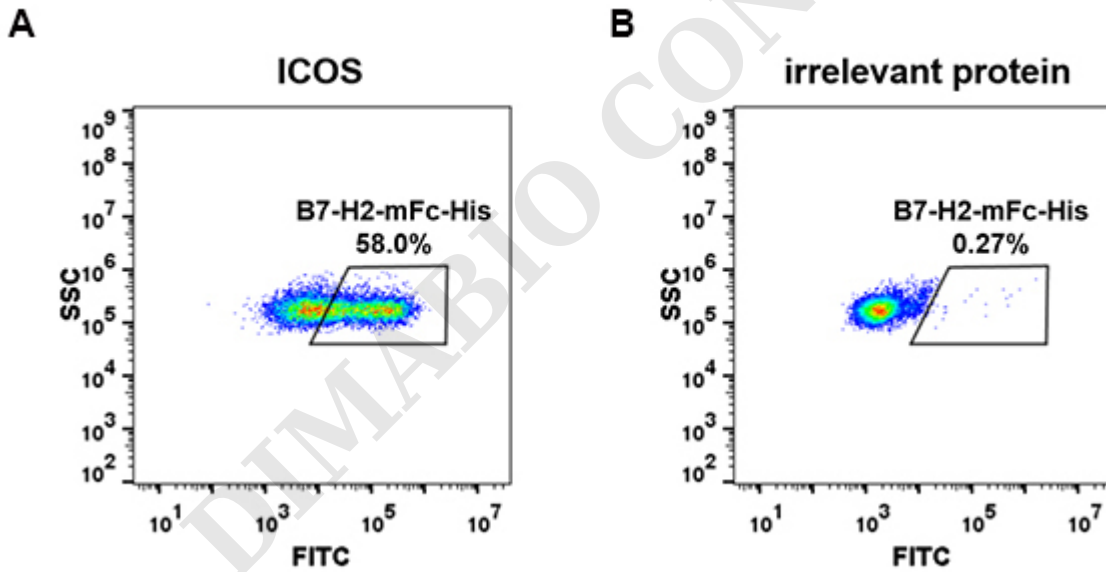 A
ICOS
10⁹
10⁸
10⁷
10⁶
10⁵
10⁴
10³
10²
SSC
B7-H2-mFc-His
58.0%
10¹
10³
10⁵
10⁷
FITC
B
irrelevant protein
10⁹
10⁸
10⁷
10⁶
10⁵
10⁴
10³
10²
SSC
B7-H2-mFc-His
0.27%
10¹
10³
10⁵
10⁷
FITC
DIMABIO CON